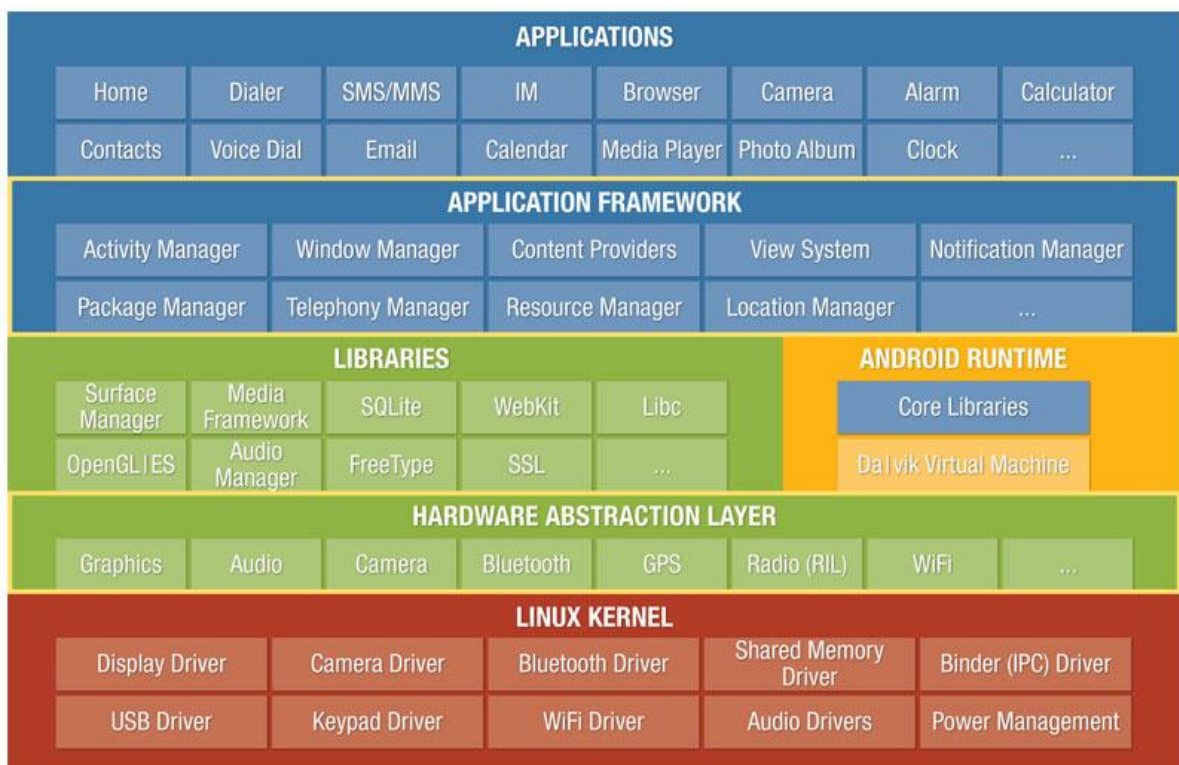 APPLICATIONS
Home Dialer SMS/MMS IM Browser Camera Alarm Calculator
Contacts Voice Dial Email Calendar Media Player Photo Album Clock ...
APPLICATION FRAMEWORK
Activity Manager Window Manager Content Providers View System Notification Manager
Package Manager Telephony Manager Resource Manager Location Manager ...
LIBRARIES
Surface
Manager
Media
Framework
SQLite
WebKit
Libc
OpenGL|ES
Audio
Manager
FreeType
SSL
...
ANDROID RUNTIME
Core Libraries
Da|vik Virtual Machine
HARDWARE ABSTRACTION LAYER
Graphics Audio Camera Bluetooth GPS Radio (RIL) WiFi ...
LINUX KERNEL
Display Driver
Camera Driver
Bluetooth Driver
Shared Memory
Driver
Binder (IPC) Driver
USB Driver Keypad Driver WiFi Driver Audio Drivers Power Management